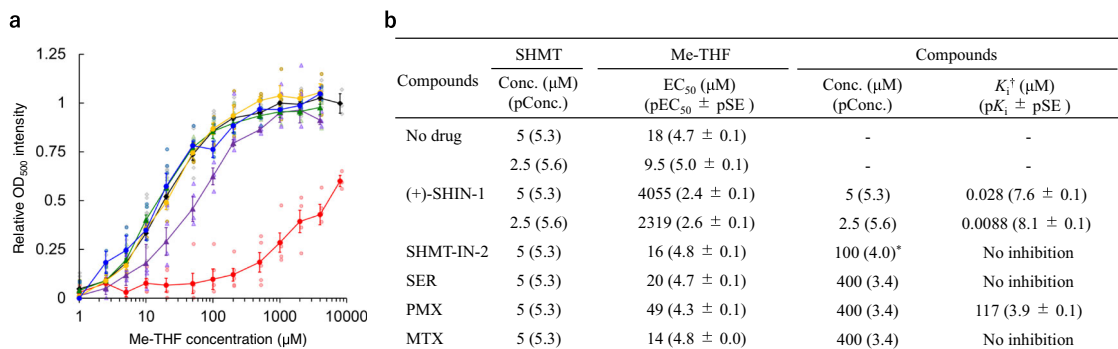 a
Relative OD500 intensity
1.25
1
0.75
0.5
0.25
0
1 10 100 1000 10000
Me-THF concentration (µM)
b
SHMT Me-THF Compounds
Compounds Conc. (µM) (pConc.) EC50 (µM) (pEC50 ± pSE) Conc. (µM) (pConc.) Ki† (µM) (pKi ± pSE )
No drug 5 (5.3) 18 (4.7 ± 0.1) - -
2.5 (5.6) 9.5 (5.0 ± 0.1) - -
(+)-SHIN-1 5 (5.3) 4055 (2.4 ± 0.1) 5 (5.3) 0.028 (7.6 ± 0.1)
2.5 (5.6) 2319 (2.6 ± 0.1) 2.5 (5.6) 0.0088 (8.1 ± 0.1)
SHMT-IN-2 5 (5.3) 16 (4.8 ± 0.1) 100 (4.0)* No inhibition
SER 5 (5.3) 20 (4.7 ± 0.1) 400 (3.4) No inhibition
PMX 5 (5.3) 49 (4.3 ± 0.1) 400 (3.4) 117 (3.9 ± 0.1)
MTX 5 (5.3) 14 (4.8 ± 0.0) 400 (3.4) No inhibition